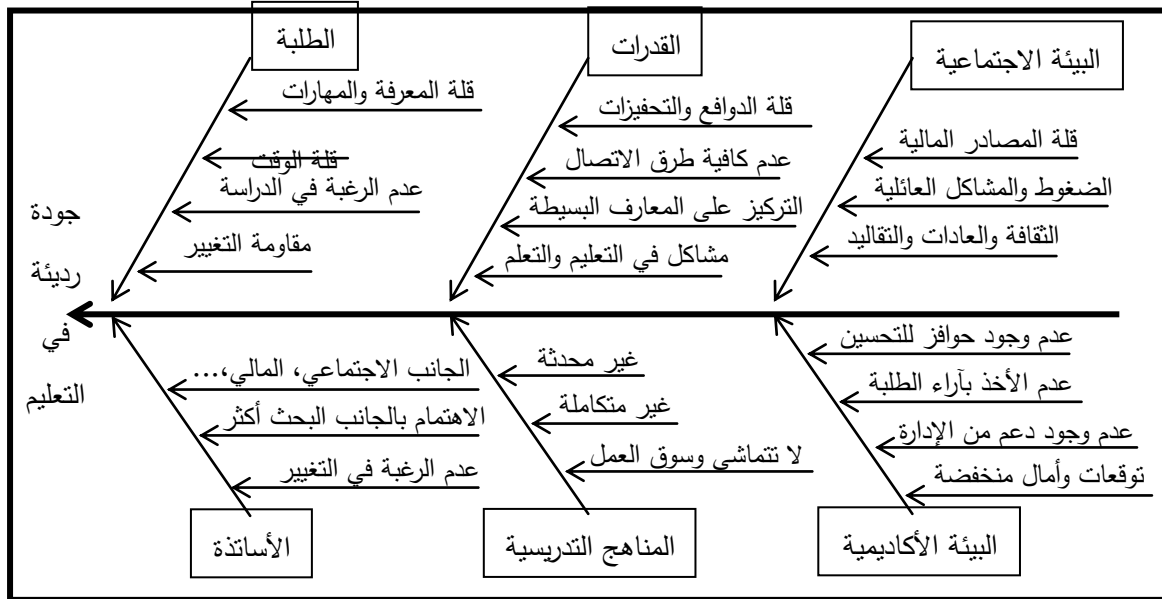 البيئة الاجتماعية
قلة المصادر المالية
الضغوط والمشاكل العائلية
الثقافة والعادات والتقاليد
القدرات
قلة الدوافع والتحفيزات
عدم كافية طرق الاتصال
التركيز على المعارف البسيطة
مشاكل في التعليم والتعلم
الطلبة
قلة المعرفة والمهارات
قلة الوقت
عدم الرغبة في الدراسة
مقاومة التغيير
جودة
رديئة
في
التعليم
عدم وجود حوافز للتحسين
عدم الأخذ بآراء الطلبة
عدم وجود دعم من الإدارة
توقعات وأمال منخفضة
البيئة الأكاديمية
غير محدثة
غير متكاملة
لا تتماشى وسوق العمل
المناهج التدريسية
الجانب الاجتماعي، المالي،...
الاهتمام بالجانب البحث أكثر
عدم الرغبة في التغيير
الأساتذة